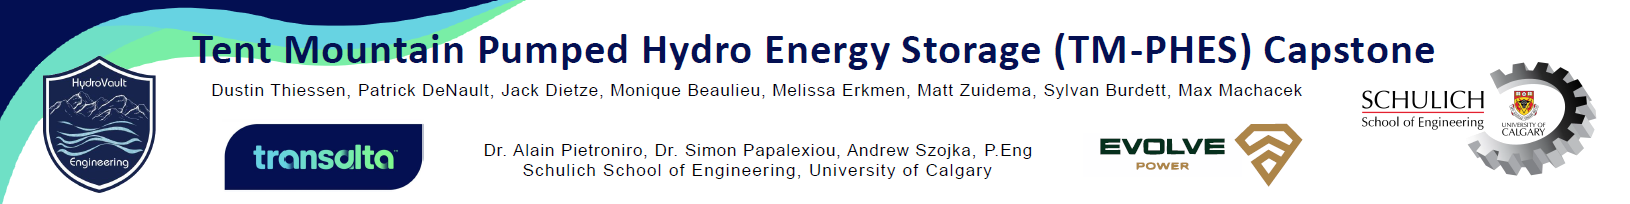 Tent Mountain Pumped Hydro Energy Storage (TM-PHES) Capstone
Dustin Thiessen, Patrick DeNault, Jack Dietze, Monique Beaulieu, Melissa Erkmen, Matt Zuidema, Sylvan Burdett, Max Machacek
HydroVault
Engineering
transalta™
Dr. Alain Pietroniro, Dr. Simon Papalexiou, Andrew Szojka, P.Eng
Schulich School of Engineering, University of Calgary
EVOLVE
POWER
SCHULICH
School of Engineering
UNIVERSITY OF
CALGARY